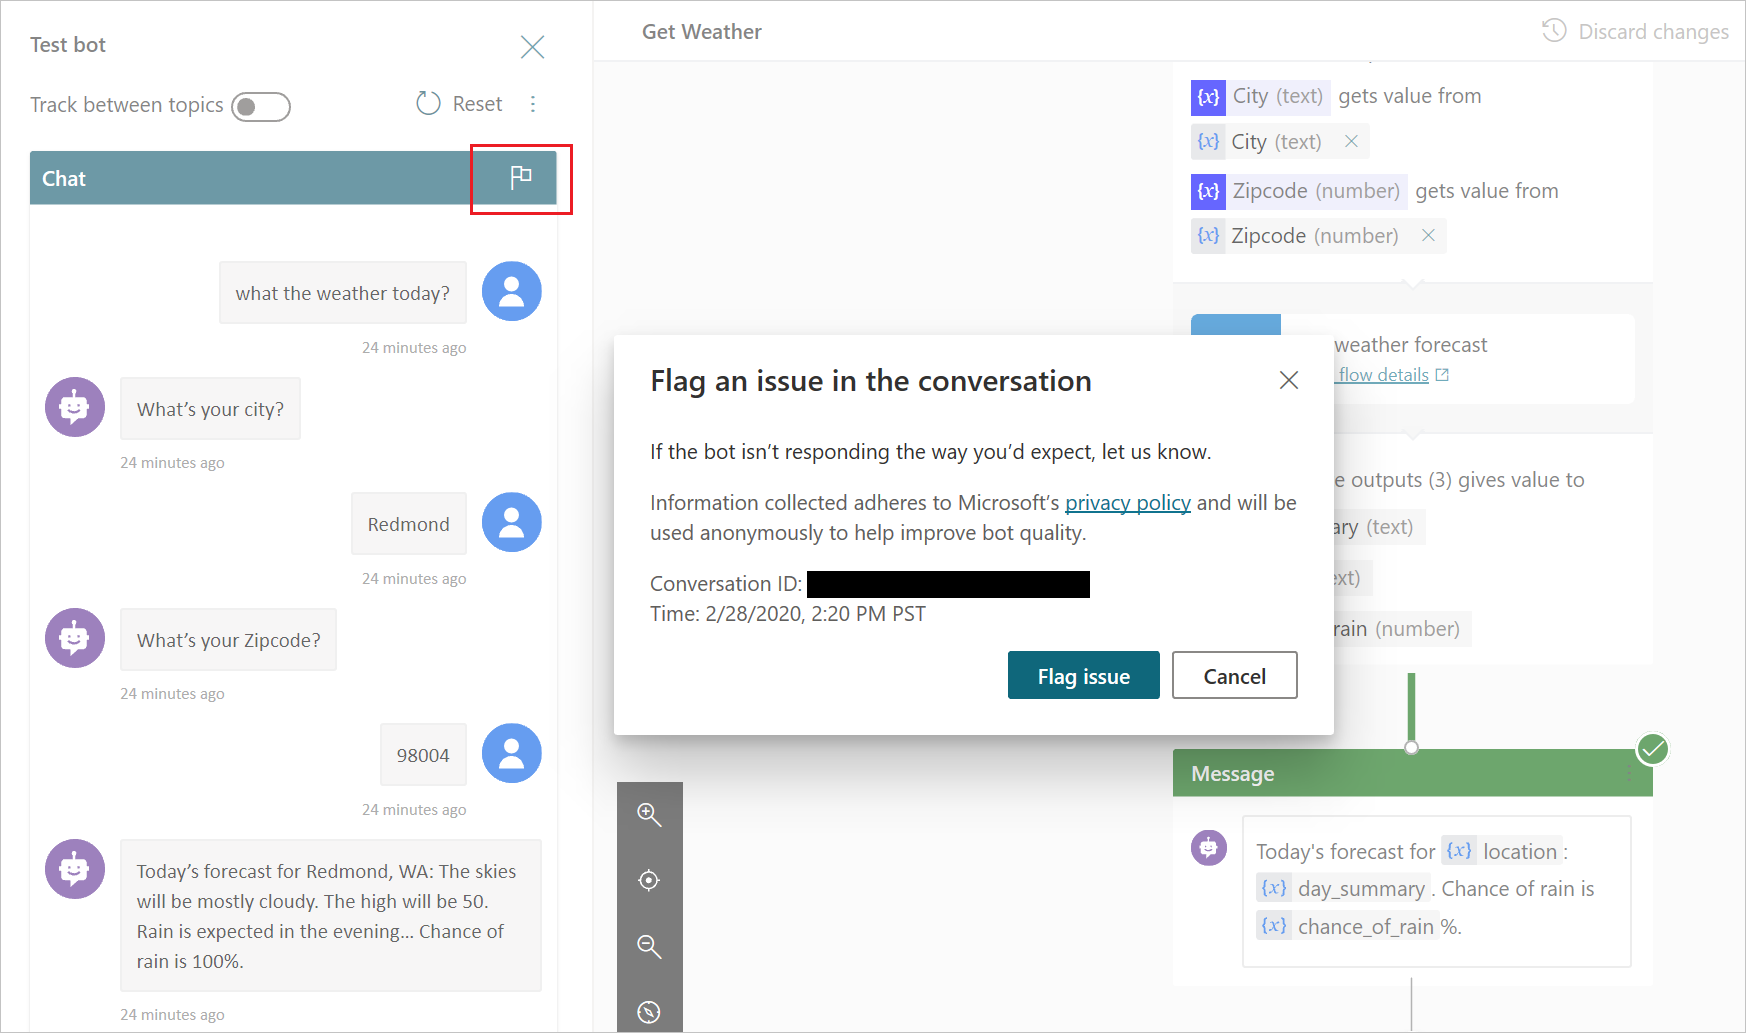 Test bot
Track between topics
Reset
Chat
what the weather today?
24 minutes ago
What's your city?
24 minutes ago
Redmond
24 minutes ago
What's your Zipcode?
24 minutes ago
98004
24 minutes ago
Today's forecast for Redmond, WA: The skies
will be mostly cloudy. The high will be 50.
Rain is expected in the evening... Chance of
rain is 100%.
24 minutes ago
Get Weather
Discard changes
{x} City (text) gets value from
{x} City (text)
{x} Zipcode (number) gets value from
{x} Zipcode (number)
weather forecast
flow details
outputs (3) gives value to
(text)
rain (number)
Flag an issue in the conversation
If the bot isn't responding the way you'd expect, let us know.
Information collected adheres to Microsoft's privacy policy and will be
used anonymously to help improve bot quality.
Conversation ID:
Time: 2/28/2020, 2:20 PM PST
Flag issue
Cancel
Message
Today's forecast for {x} location :
{x} day_summary . Chance of rain is
{x} chance_of_rain %.